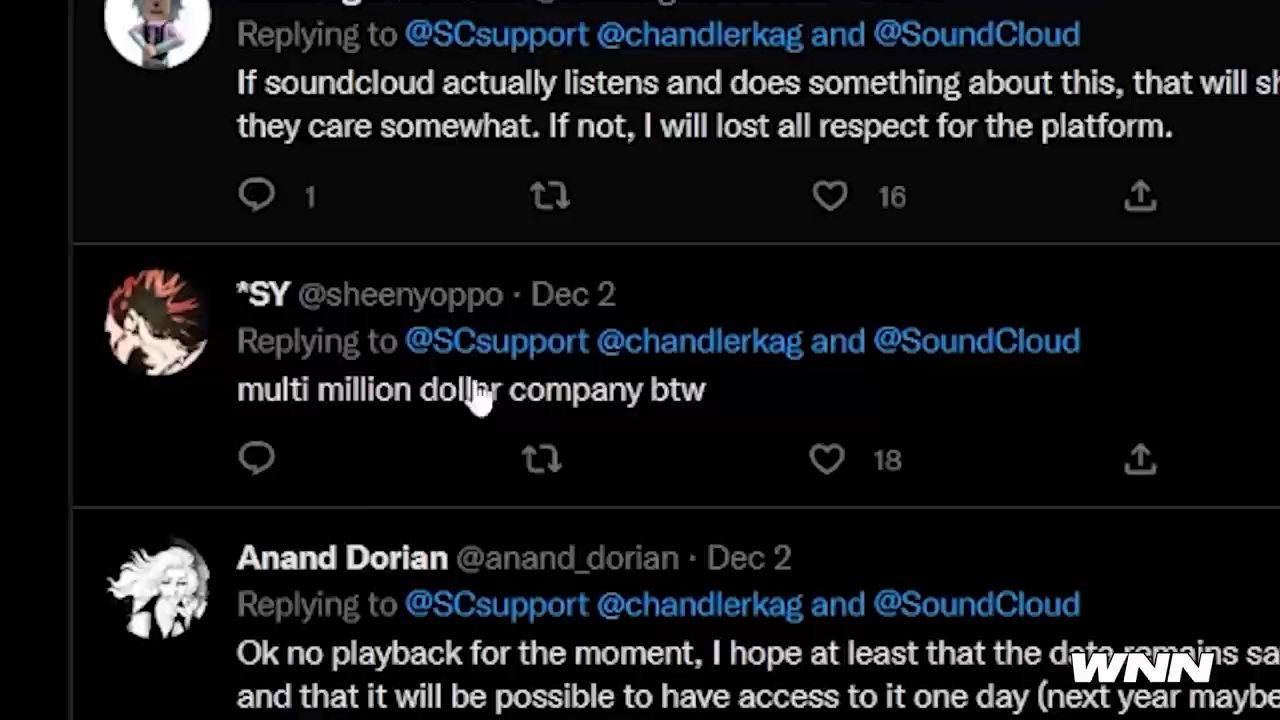 Replying to @SCsupport @chandlerkag and @SoundCloud
If soundcloud actually listens and does something about this, that will
they care somewhat. If not, I will lost all respect for the platform.
1 16
*SY @sheenyoppo · Dec 2
Replying to @SCsupport @chandlerkag and @SoundCloud
multi million dollar company btw
18
Anand Dorian @anand_dorian · Dec 2
Replying to @SCsupport @chandlerkag and @SoundCloud
Ok no playback for the moment, I hope at least that the data remains
and that it will be possible to have access to it one day (next year maybe
WNN